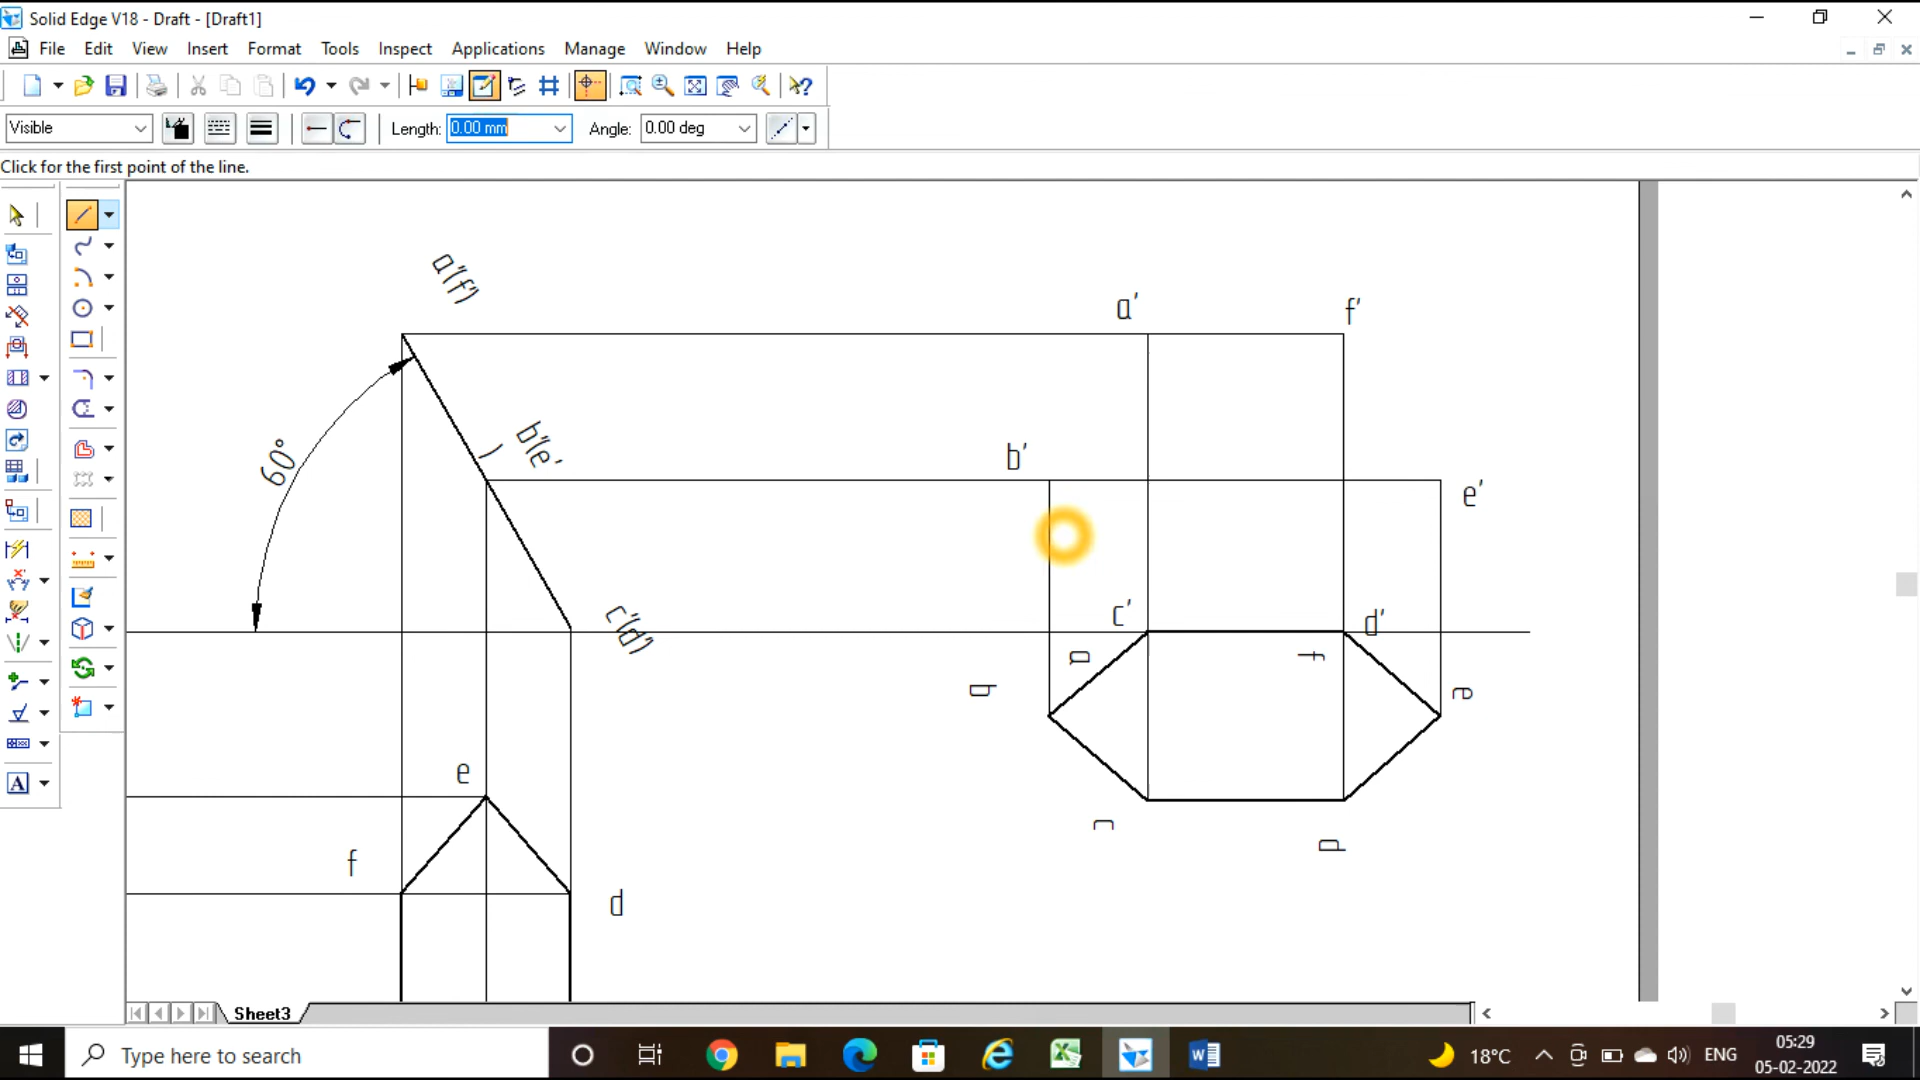 Solid Edge V18 - Draft - [Draft1]
File Edit View Insert Format Tools Inspect Applications Manage Window Help
Visible Length: 0.00 mm Angle: 0.00 deg
Click for the first point of the line.
a"(f')
a'
f'
60°
b"(e'
)
b'
e'
c"(d')
c'
d'
a
f
b
e
e
c
d
f
d
A
Sheet3
Type here to search
18°C
ENG
05:29
05-02-2022